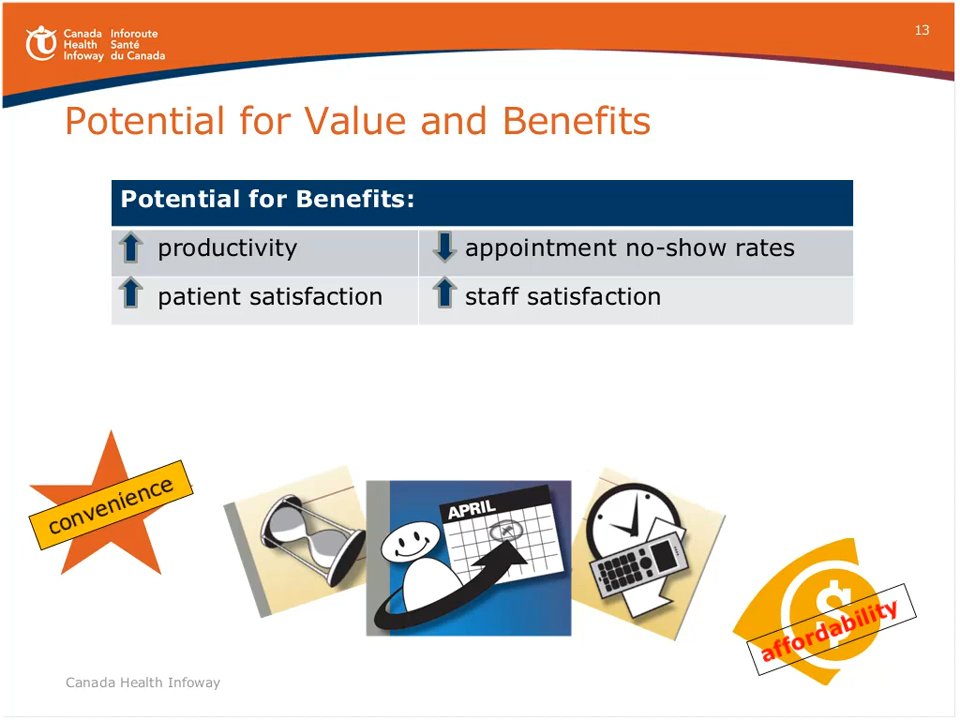 13
Canada Inforoute
Health Santé
Infoway du Canada
Potential for Value and Benefits
Potential for Benefits:
productivity
appointment no-show rates
patient satisfaction
staff satisfaction
convenience
APRIL
$
affordability
Canada Health Infoway